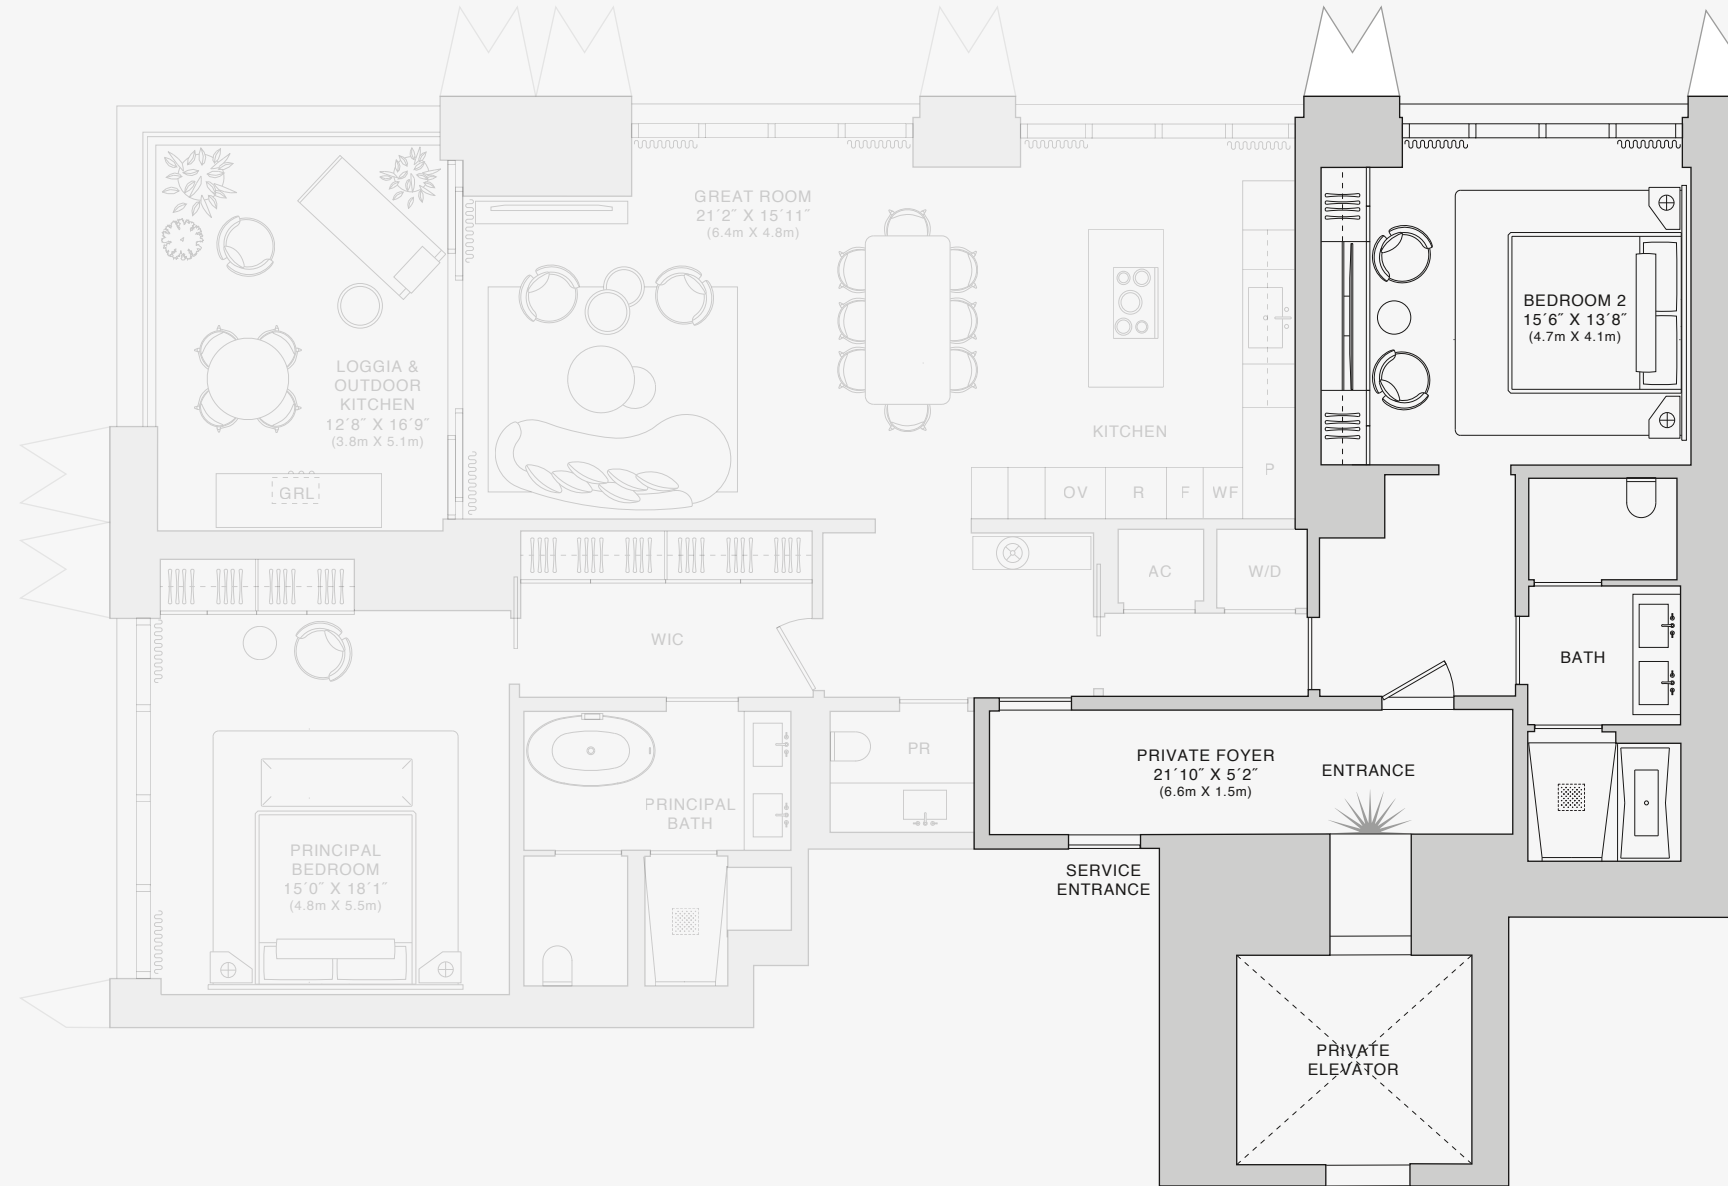 GREAT ROOM
21´2˝ X 15´11˝
(6.4m X 4.8m)
BEDROOM 2
15´6˝ X 13´8˝
(4.7m X 4.1m)
LOGGIA &
OUTDOOR
KITCHEN
12´8˝ X 16´9˝
(3.8m X 5.1m)
KITCHEN
GRL
OV
R
F
WF
P
AC
W/D
WIC
BATH
PR
PRIVATE FOYER
21´10˝ X 5´2˝
(6.6m X 1.5m)
ENTRANCE
PRINCIPAL
BATH
PRINCIPAL
BEDROOM
15´0˝ X 18´1˝
(4.8m X 5.5m)
SERVICE
ENTRANCE
PRIVATE
ELEVATOR